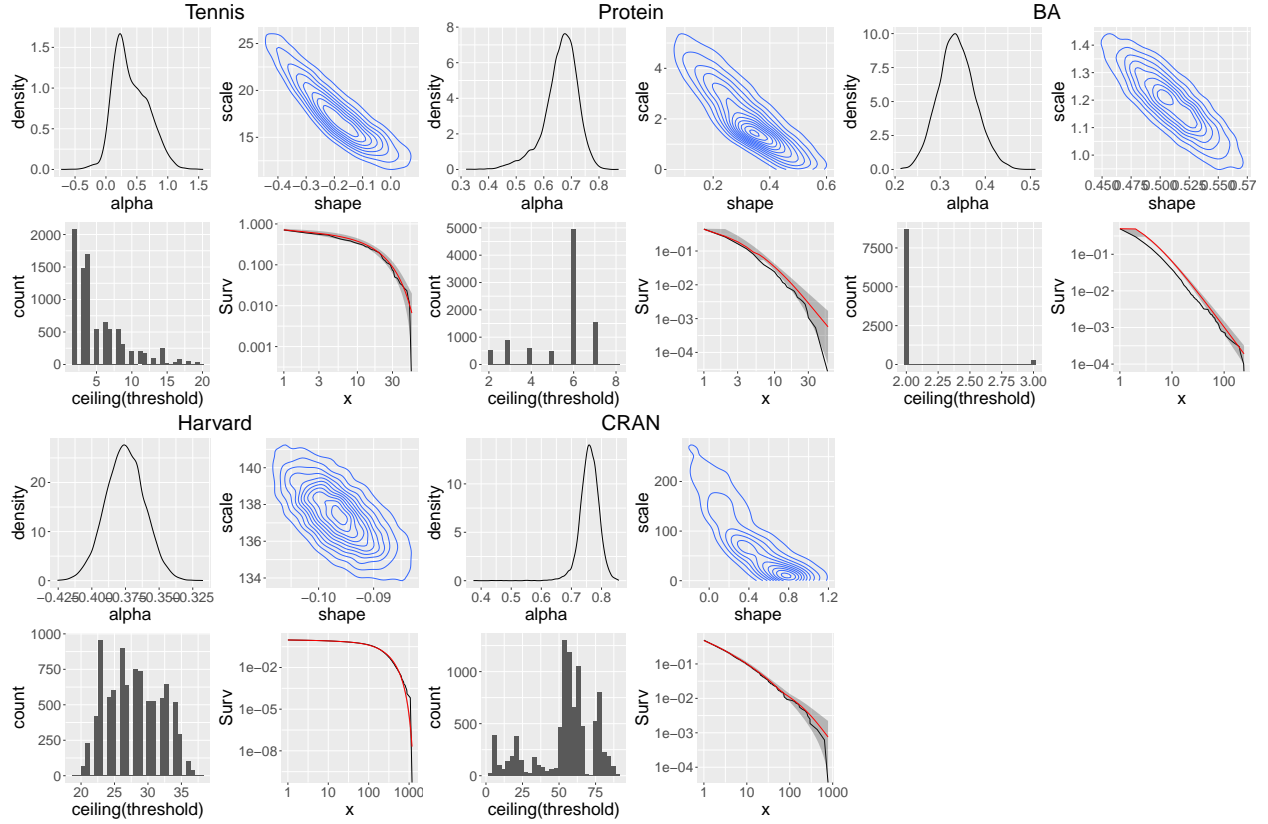 Tennis
Protein
BA
density
1.5
1.0
0.5
0.0
−0.5 0.0 0.5 1.0 1.5
alpha
scale
25
20
15
−0.4 −0.3 −0.2 −0.1 0.0
shape
density
8
6
4
2
0
0.3 0.4 0.5 0.6 0.7 0.8
alpha
scale
4
2
0
0.2 0.4 0.6
shape
density
10.0
7.5
5.0
2.5
0.0
0.2 0.3 0.4 0.5
alpha
scale
1.4
1.3
1.2
1.1
1.0
0.450 0.475 0.500 0.525 0.550 0.57
shape
count
2000
1500
1000
500
0
5 10 15 20
ceiling(threshold)
Surv
1.000
0.100
0.010
0.001
1 3 10 30
x
count
5000
4000
3000
2000
1000
0
2 4 6 8
ceiling(threshold)
Surv
1e−01
1e−02
1e−03
1e−04
1 3 10 30
x
count
7500
5000
2500
0
2.00 2.25 2.50 2.75 3.00
ceiling(threshold)
Surv
1e−01
1e−02
1e−03
1e−04
1 10 100
x
Harvard
CRAN
density
20
10
0
−0.425 −0.400 −0.375 −0.350 −0.325
alpha
scale
140
138
136
134
−0.10 −0.09
shape
density
10
5
0
0.4 0.5 0.6 0.7 0.8
alpha
scale
200
100
0
0.0 0.4 0.8 1.2
shape
count
1000
750
500
250
0
20 25 30 35
ceiling(threshold)
Surv
1e−02
1e−05
1e−08
1 10 100 1000
x
count
1000
500
0
0 25 50 75
ceiling(threshold)
Surv
1e−01
1e−02
1e−03
1e−04
1 10 100 1000
x